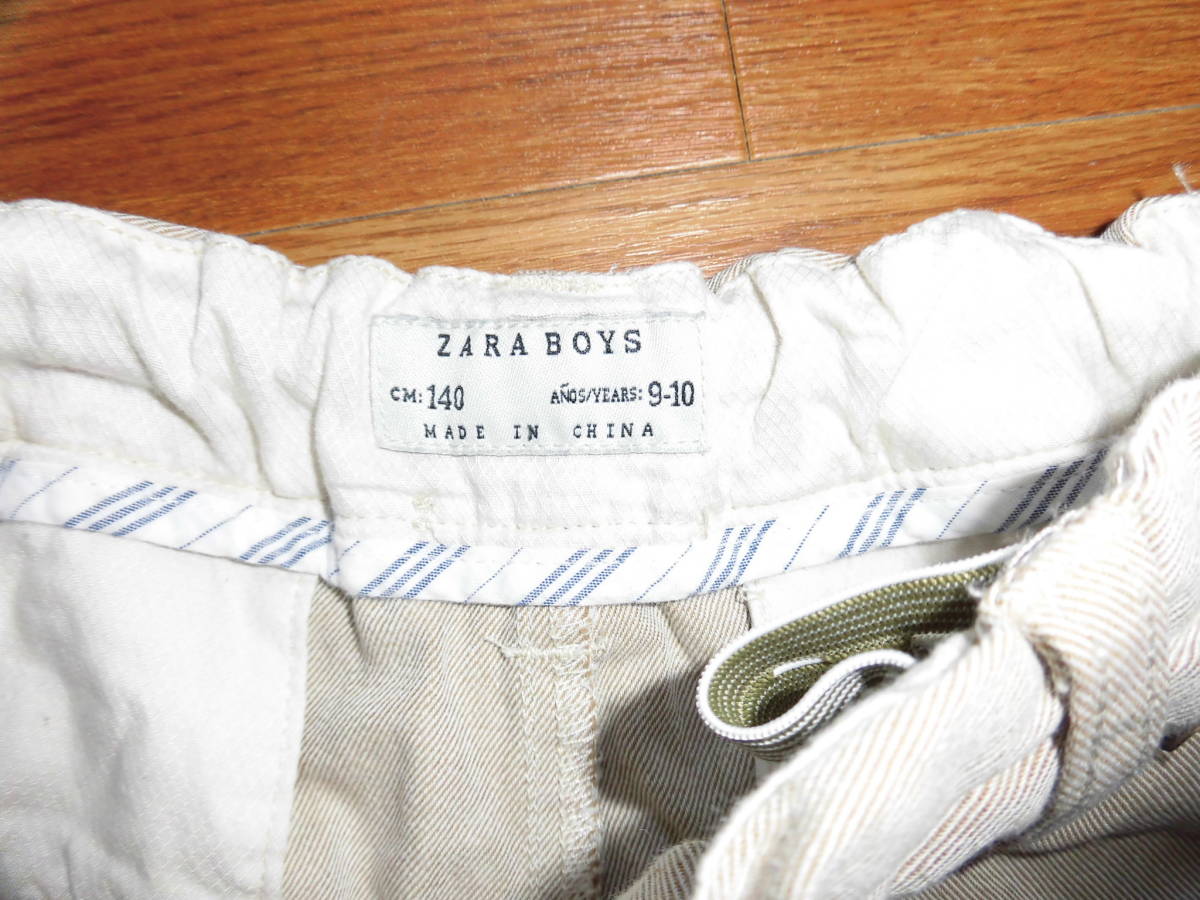 ZARA BOYS
CM: 140 AÑOS/YEARS: 9-10
MADE IN CHINA